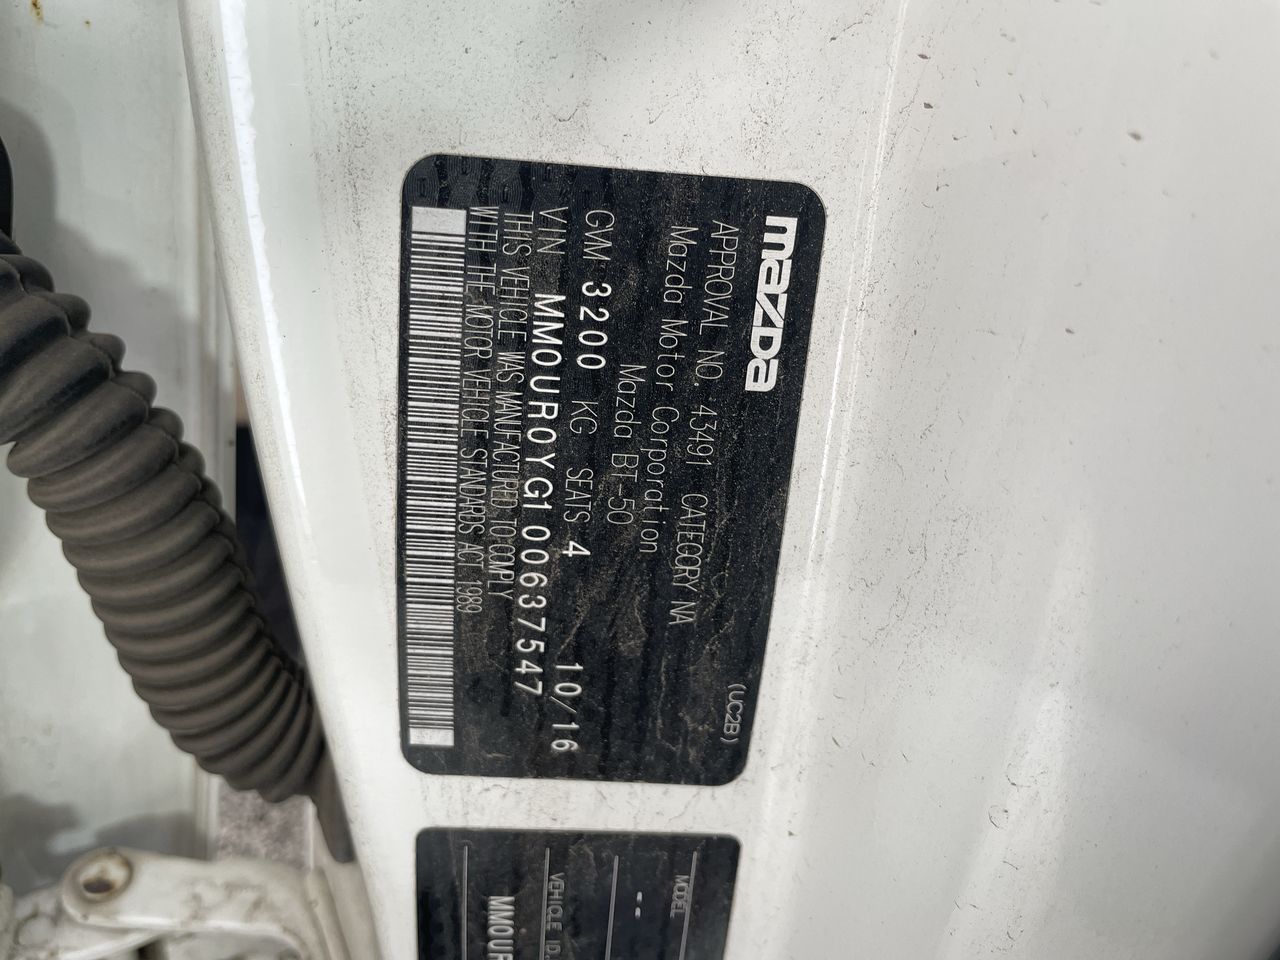 mazda
(UC2B)
APPROVAL NO. 43491 CATEGORY NA
Mazda Motor Corporation
Mazda BT-50
GVM 3200 KG SEATS 4 10/16
VIN MM0UR0YG100637547
THIS VEHICLE WAS MANUFACTURED TO COMPLY
WITH THE MOTOR VEHICLE STANDARDS ACT 1989
MODEL
--
VEHICLE ID.
MM0UR